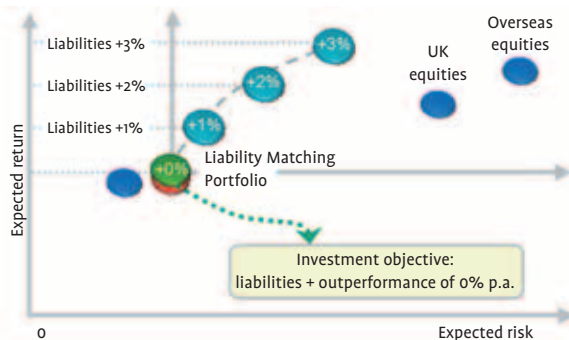 Overseas
equities
UK
equities
Liabilities +3%
+3%
Liabilities +2%
+2%
Liabilities +1%
+1%
+0%
Liability Matching
Portfolio
Expected return
Investment objective:
liabilities + outperformance of 0% p.a.
0
Expected risk